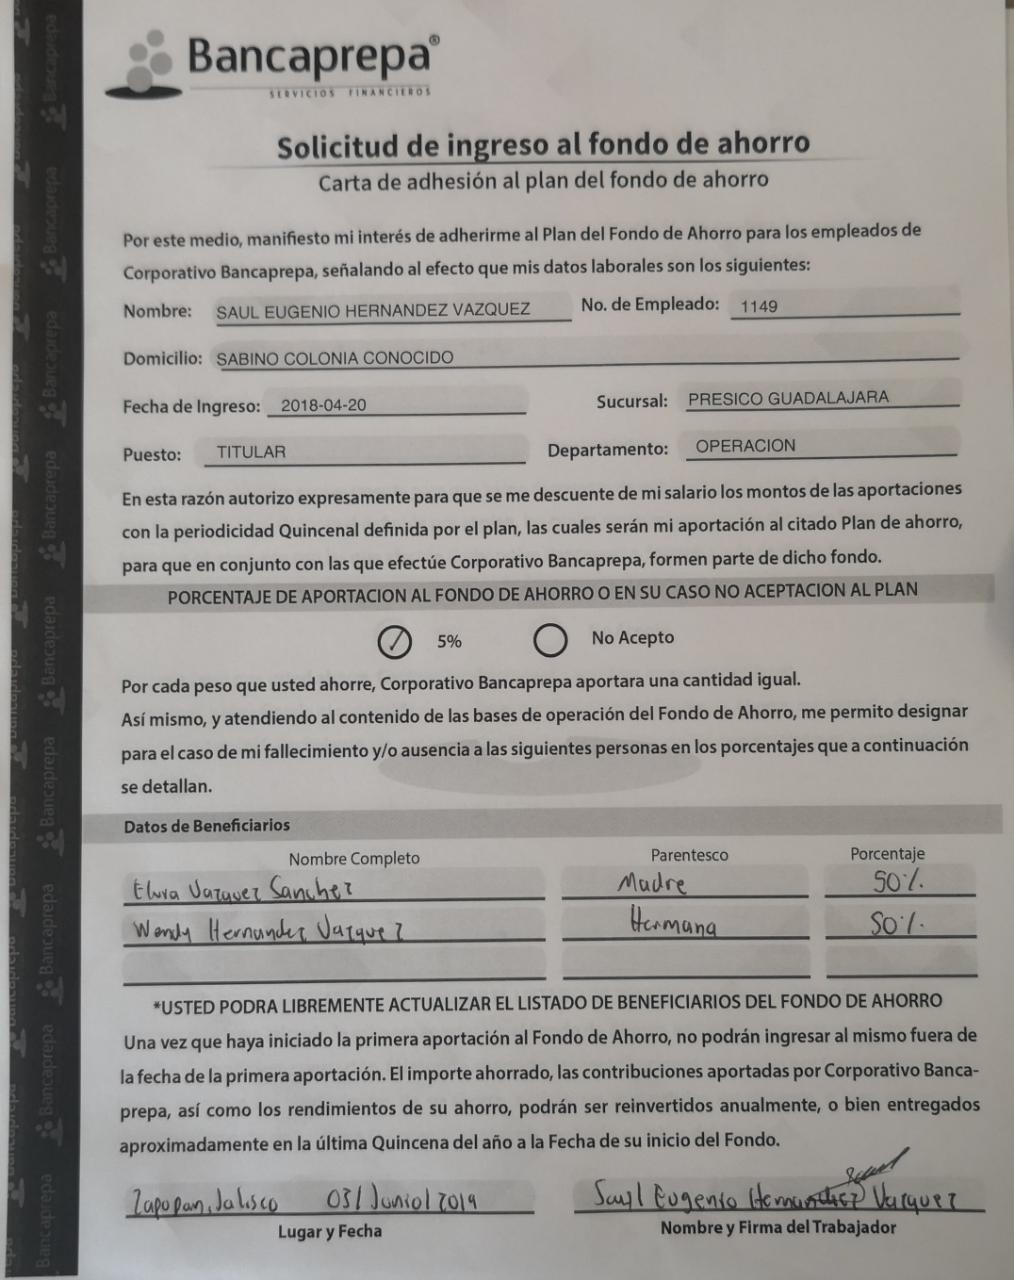 Bancaprepa®
SERVICIOS FINANCIEROS
Solicitud de ingreso al fondo de ahorro
Carta de adhesión al plan del fondo de ahorro
Por este medio, manifiesto mi interés de adherirme al Plan del Fondo de Ahorro para los empleados de
Corporativo Bancaprepa, señalando al efecto que mis datos laborales son los siguientes:
Nombre: SAUL EUGENIO HERNANDEZ VAZQUEZ No. de Empleado: 1149
Domicilio: SABINO COLONIA CONOCIDO
Fecha de Ingreso: 2018-04-20 Sucursal: PRESICO GUADALAJARA
Puesto: TITULAR Departamento: OPERACION
En esta razón autorizo expresamente para que se me descuente de mi salario los montos de las aportaciones
con la periodicidad Quincenal definida por el plan, las cuales serán mi aportación al citado Plan de ahorro,
para que en conjunto con las que efectúe Corporativo Bancaprepa, formen parte de dicho fondo.
PORCENTAJE DE APORTACION AL FONDO DE AHORRO O EN SU CASO NO ACEPTACION AL PLAN
5% No Acepto
Por cada peso que usted ahorre, Corporativo Bancaprepa aportara una cantidad igual.
Así mismo, y atendiendo al contenido de las bases de operación del Fondo de Ahorro, me permito designar
para el caso de mi fallecimiento y/o ausencia a las siguientes personas en los porcentajes que a continuación
se detallan.
Datos de Beneficiarios
Nombre Completo Parentesco Porcentaje
Vazquez Sanchez Madre 50%
Wendy Hernandez Vazquez Hermana 50%
*USTED PODRA LIBREMENTE ACTUALIZAR EL LISTADO DE BENEFICIARIOS DEL FONDO DE AHORRO
Una vez que haya iniciado la primera aportación al Fondo de Ahorro, no podrán ingresar al mismo fuera de
la fecha de la primera aportación. El importe ahorrado, las contribuciones aportadas por Corporativo Banca-
prepa, así como los rendimientos de su ahorro, podrán ser reinvertidos anualmente, o bien entregados
aproximadamente en la última Quincena del año a la Fecha de su inicio del Fondo.
Zapopan, Jalisco 03/Junio/2019 Saul Eugenio Hernandez Vazquez
Lugar y Fecha Nombre y Firma del Trabajador